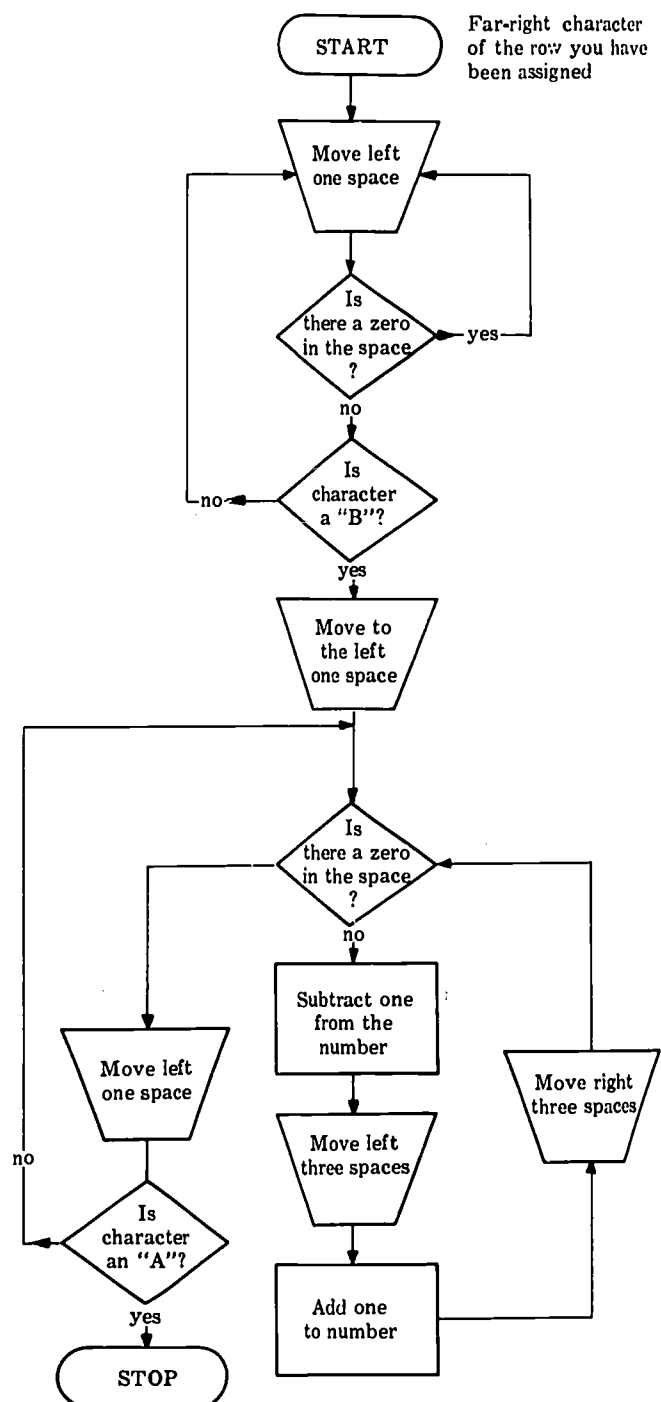 START
Far-right character
of the row you have
been assigned
Move left
one space
Is
there a zero
in the space
?
yes
no
Is
character
a “B”?
no
yes
Move to
the left
one space
Is
there a zero
in the space
?
no
Subtract one
from the
number
Move left
one space
Move right
three spaces
Move left
three spaces
no
Is
character
an “A”?
Add one
to number
yes
STOP